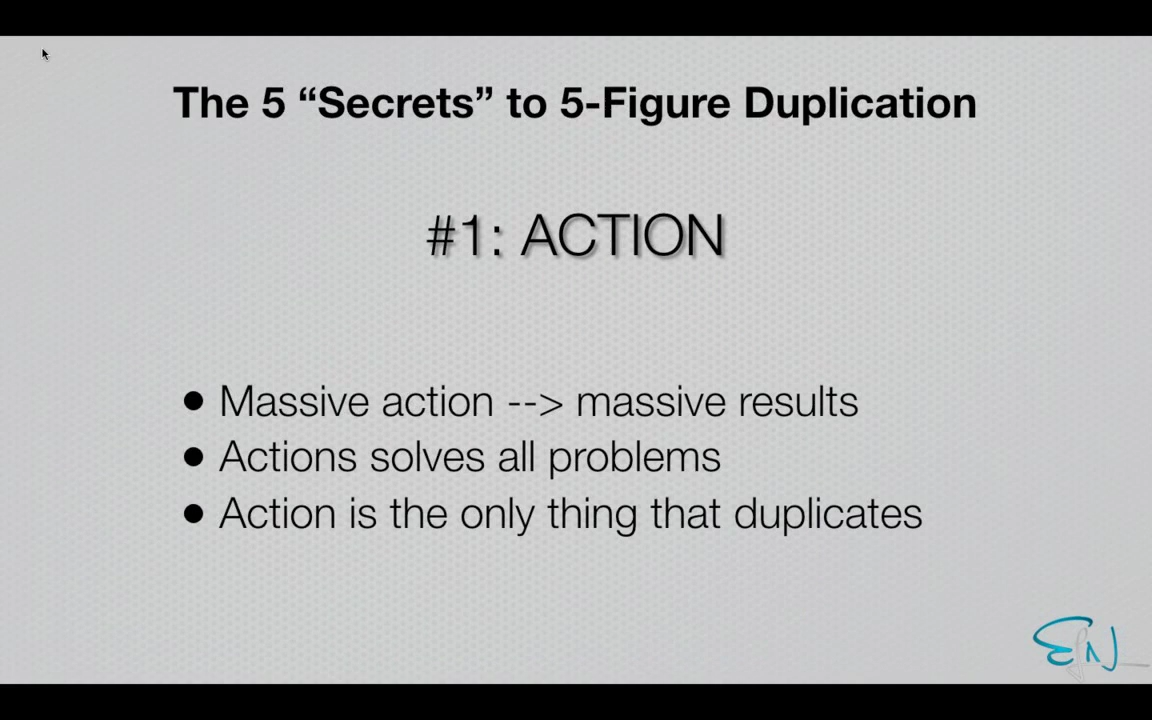 The 5 “Secrets” to 5-Figure Duplication
#1: ACTION
● Massive action --> massive results
● Actions solves all problems
● Action is the only thing that duplicates